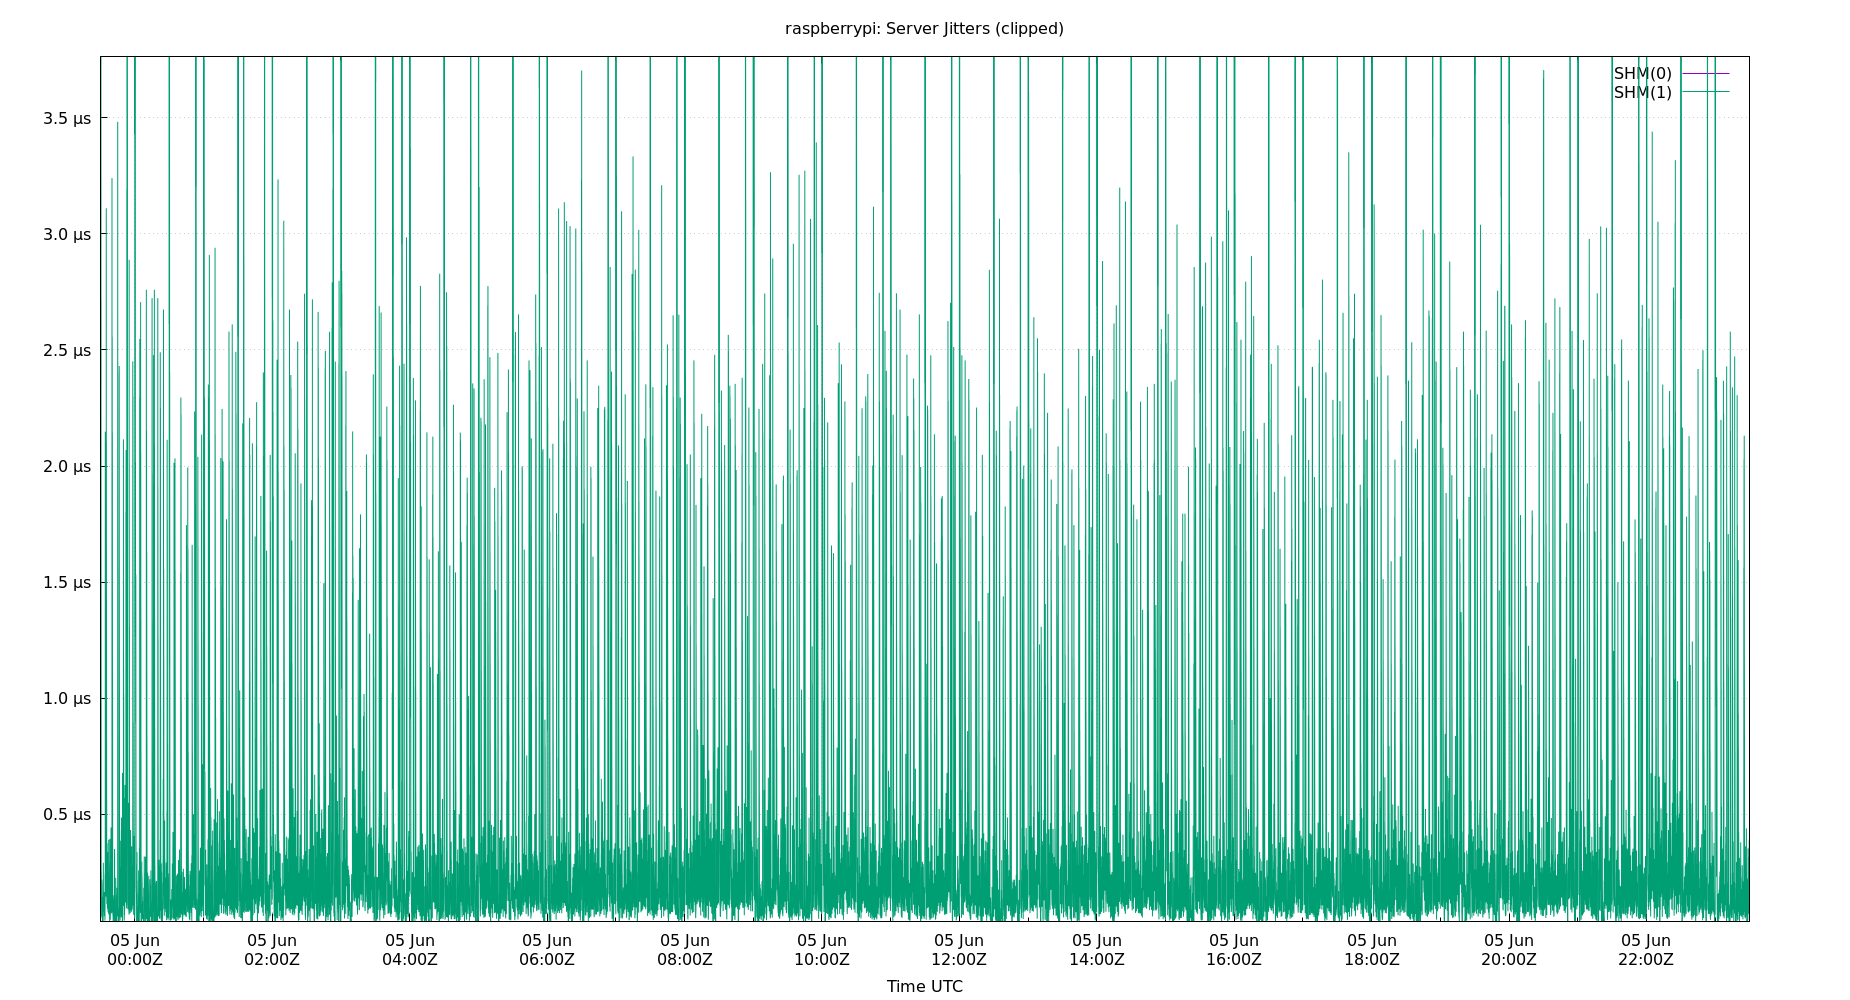 raspberrypi: Server Jitters (clipped)
SHM(0)
SHM(1)
3.5 µs
3.0 µs
2.5 µs
2.0 µs
1.5 µs
1.0 µs
0.5 µs
05 Jun 05 Jun 05 Jun 05 Jun 05 Jun 05 Jun 05 Jun 05 Jun 05 Jun 05 Jun 05 Jun 05 Jun
00:00Z 02:00Z 04:00Z 06:00Z 08:00Z 10:00Z 12:00Z 14:00Z 16:00Z 18:00Z 20:00Z 22:00Z
Time UTC